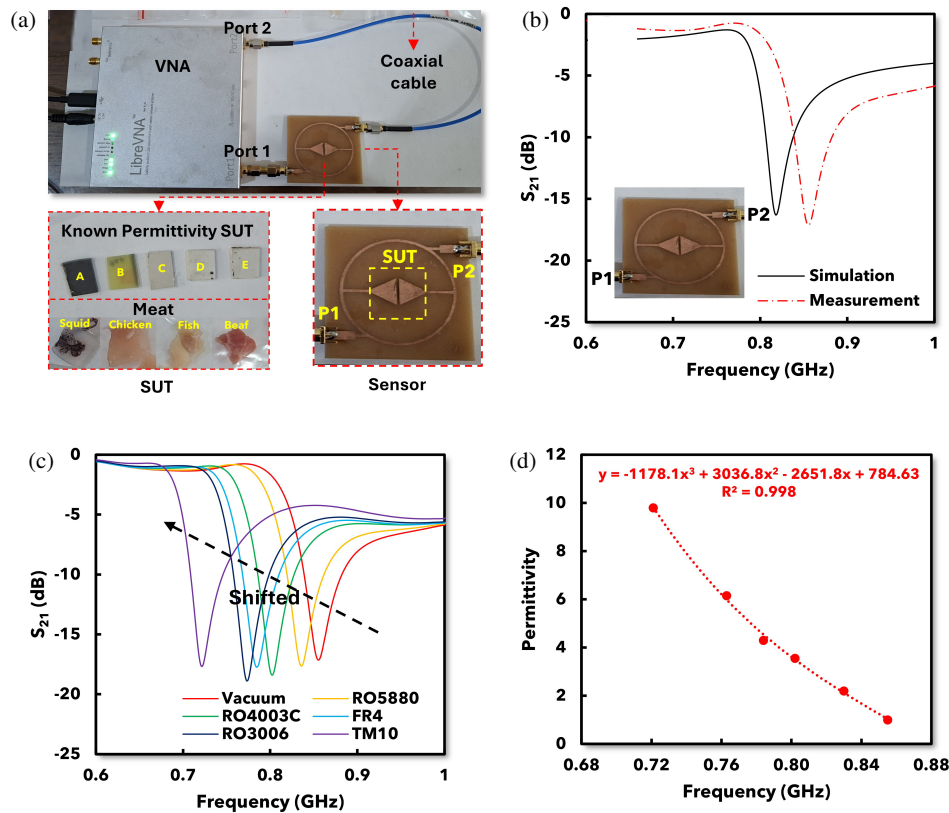 (a)
Port 2
VNA
Coaxial
cable
LibreVNA
Port 1
Port1
Known Permittivity SUT
A
B
C
D
E
Meat
Squid
Chicken
Fish
Beaf
SUT
SUT
P1
P2
Sensor
(b)
0
-5
-10
-15
-20
-25
S21 (dB)
P2
P1
Simulation
Measurement
0.6
0.7
0.8
0.9
1
Frequency (GHz)
(c)
0
-5
-10
-15
-20
-25
S21 (dB)
Shifted
Vacuum
RO5880
RO4003C
FR4
RO3006
TM10
0.6
0.7
0.8
0.9
1
Frequency (GHz)
(d)
12
10
8
6
4
2
0
Permittivity
y = -1178.1x³ + 3036.8x² - 2651.8x + 784.63
R² = 0.998
0.68
0.72
0.76
0.80
0.84
0.88
Frequency (GHz)